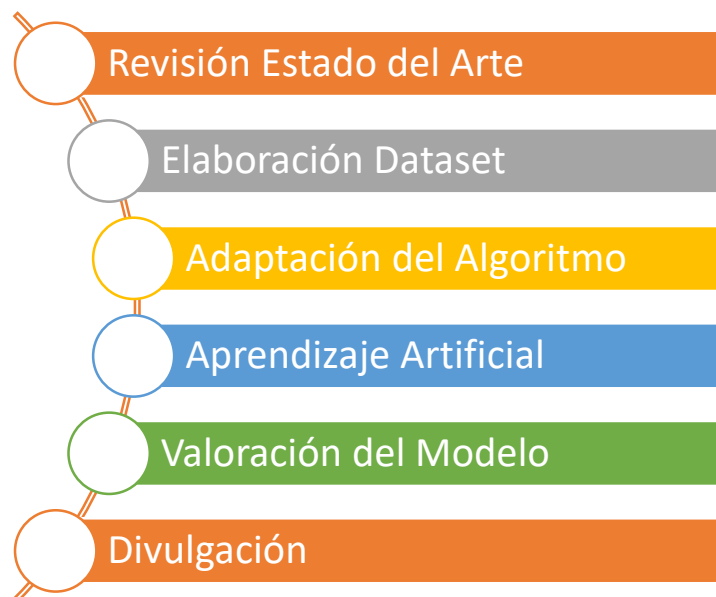 Revisión Estado del Arte
Elaboración Dataset
Adaptación del Algoritmo
Aprendizaje Artificial
Valoración del Modelo
Divulgación